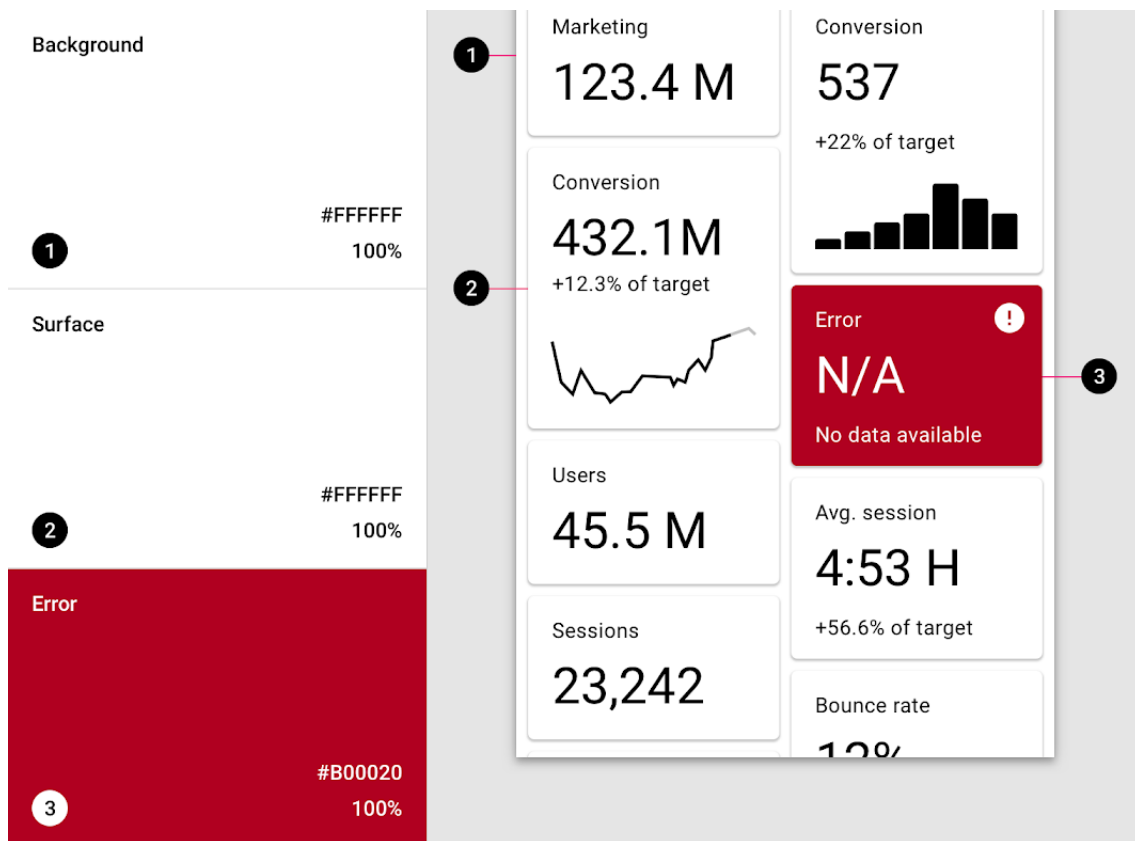 Background
#FFFFFF
1
100%
Surface
#FFFFFF
2
100%
Error
#B00020
3
100%
1
Marketing
123.4 M
Conversion
432.1M
2
+12.3% of target
Users
45.5 M
Sessions
23,242
Conversion
537
+22% of target
Error
!
N/A
3
No data available
Avg. session
4:53 H
+56.6% of target
Bounce rate
12%